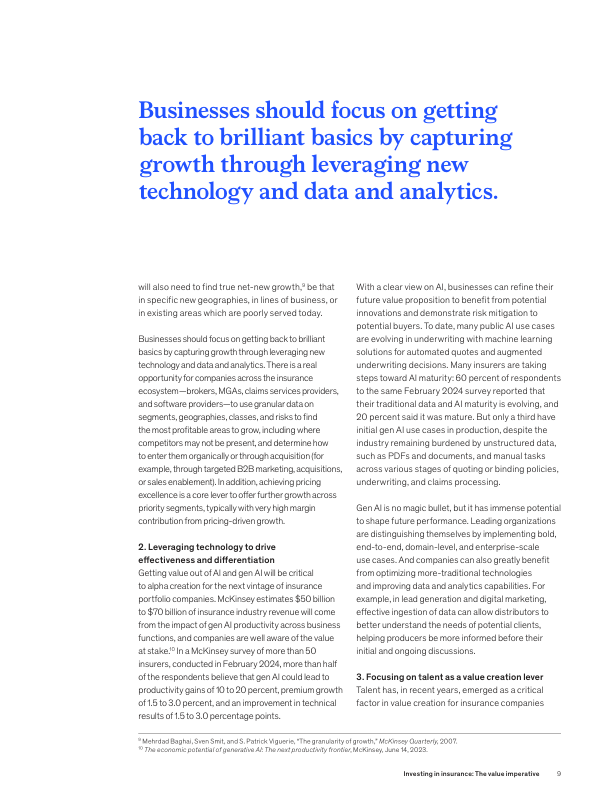 Businesses should focus on getting
back to brilliant basics by capturing
growth through leveraging new
technology and data and analytics.
will also need to find true net-new growth,⁹ be that
in specific new geographies, in lines of business, or
in existing areas which are poorly served today.
Businesses should focus on getting back to brilliant
basics by capturing growth through leveraging new
technology and data and analytics. There is a real
opportunity for companies across the insurance
ecosystem—brokers, MGAs, claims services providers,
and software providers—to use granular data on
segments, geographies, classes, and risks to find
the most profitable areas to grow, including where
competitors may not be present, and determine how
to enter them organically or through acquisition (for
example, through targeted B2B marketing, acquisitions,
or sales enablement). In addition, achieving pricing
excellence is a core lever to offer further growth across
priority segments, typically with very high margin
contribution from pricing-driven growth.
2. Leveraging technology to drive
effectiveness and differentiation
Getting value out of AI and gen AI will be critical
to alpha creation for the next vintage of insurance
portfolio companies. McKinsey estimates $50 billion
to $70 billion of insurance industry revenue will come
from the impact of gen AI productivity across business
functions, and companies are well aware of the value
at stake.¹⁰ In a McKinsey survey of more than 50
insurers, conducted in February 2024, more than half
of the respondents believe that gen AI could lead to
productivity gains of 10 to 20 percent, premium growth
of 1.5 to 3.0 percent, and an improvement in technical
results of 1.5 to 3.0 percentage points.
With a clear view on AI, businesses can refine their
future value proposition to benefit from potential
innovations and demonstrate risk mitigation to
potential buyers. To date, many public AI use cases
are evolving in underwriting with machine learning
solutions for automated quotes and augmented
underwriting decisions. Many insurers are taking
steps toward AI maturity: 60 percent of respondents
to the same February 2024 survey reported that
their traditional data and AI maturity is evolving, and
20 percent said it was mature. But only a third have
initial gen AI use cases in production, despite the
industry remaining burdened by unstructured data,
such as PDFs and documents, and manual tasks
across various stages of quoting or binding policies,
underwriting, and claims processing.
Gen AI is no magic bullet, but it has immense potential
to shape future performance. Leading organizations
are distinguishing themselves by implementing bold,
end-to-end, domain-level, and enterprise-scale
use cases. And companies can also greatly benefit
from optimizing more-traditional technologies
and improving data and analytics capabilities. For
example, in lead generation and digital marketing,
effective ingestion of data can allow distributors to
better understand the needs of potential clients,
helping producers be more informed before their
initial and ongoing discussions.
3. Focusing on talent as a value creation lever
Talent has, in recent years, emerged as a critical
factor in value creation for insurance companies
⁹ Mehrdad Baghai, Sven Smit, and S. Patrick Viguerie, “The granularity of growth,” McKinsey Quarterly, 2007.
¹⁰ The economic potential of generative AI: The next productivity frontier, McKinsey, June 14, 2023.
Investing in insurance: The value imperative 9